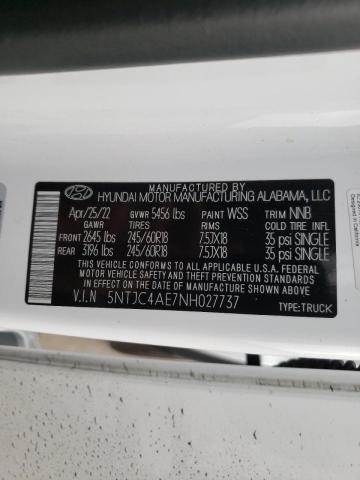 MANUFACTURED BY
HYUNDAI MOTOR MANUFACTURING ALABAMA, LLC
Apr/25/22 GVWR 5456 lbs PAINT WSS TRIM NNB
GAWR TIRES RIMS COLD TIRE INFL
FRONT 2645 lbs 245/60R18 7.5JX18 35 psi SINGLE
REAR 3196 lbs 245/60R18 7.5JX18 35 psi SINGLE
THIS VEHICLE CONFORMS TO ALL APPLICABLE FEDERAL
MOTOR VEHICLE SAFETY AND THEFT PREVENTION STANDARDS
IN EFFECT ON THE DATE OF MANUFACTURE SHOWN ABOVE.
V.I.N 5NTJC4AE7NH027737
TYPE:TRUCK